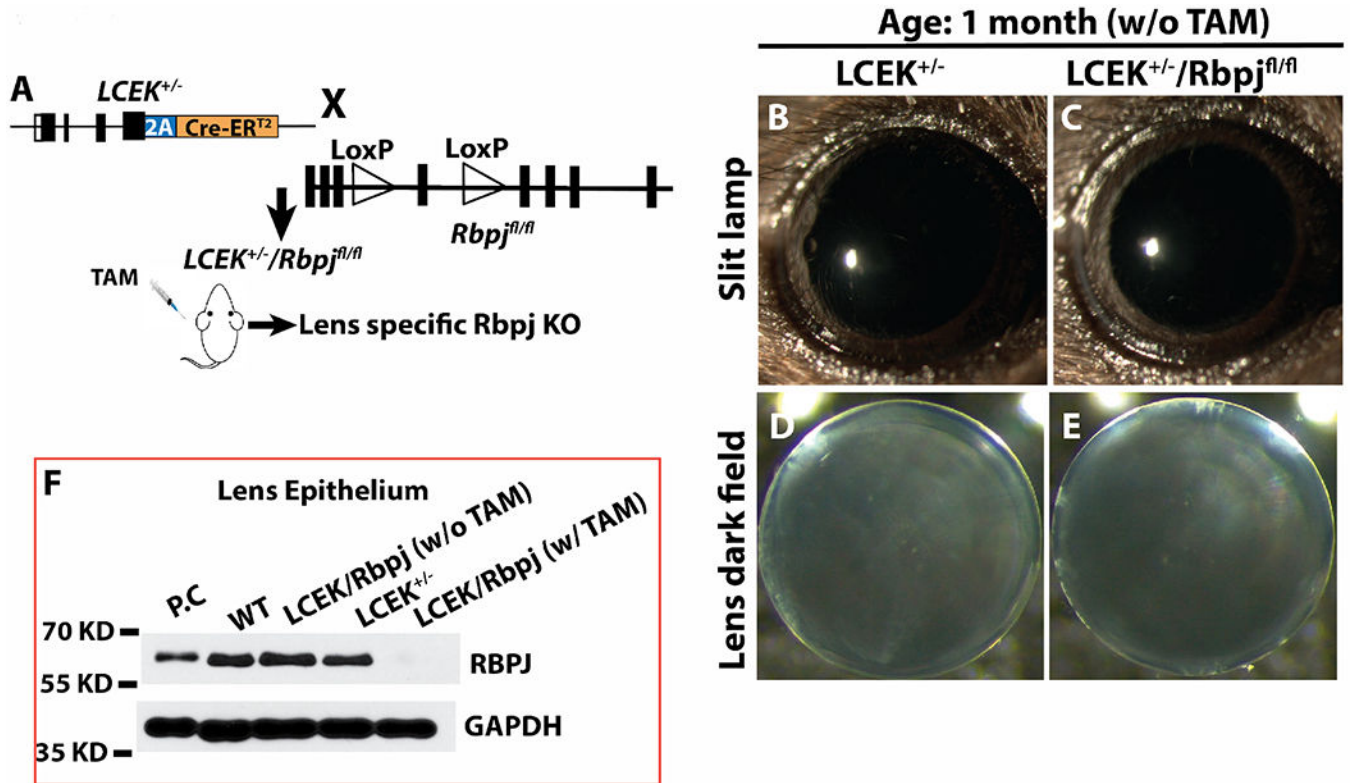 Age: 1 month (w/o TAM)
LCEK+/-
LCEK+/-/Rbpjfl/fl
A
LCEK+/-
X
2A
Cre-ERT2
LoxP
LoxP
Rbpjfl/fl
LCEK+/-/Rbpjfl/fl
TAM
Lens specific Rbpj KO
Slit lamp
B
C
Lens dark field
D
E
F
Lens Epithelium
P.C
WT
LCEK/Rbpj (w/o TAM)
LCEK+/-
LCEK/Rbpj (w/ TAM)
70 KD
55 KD
35 KD
RBPJ
GAPDH